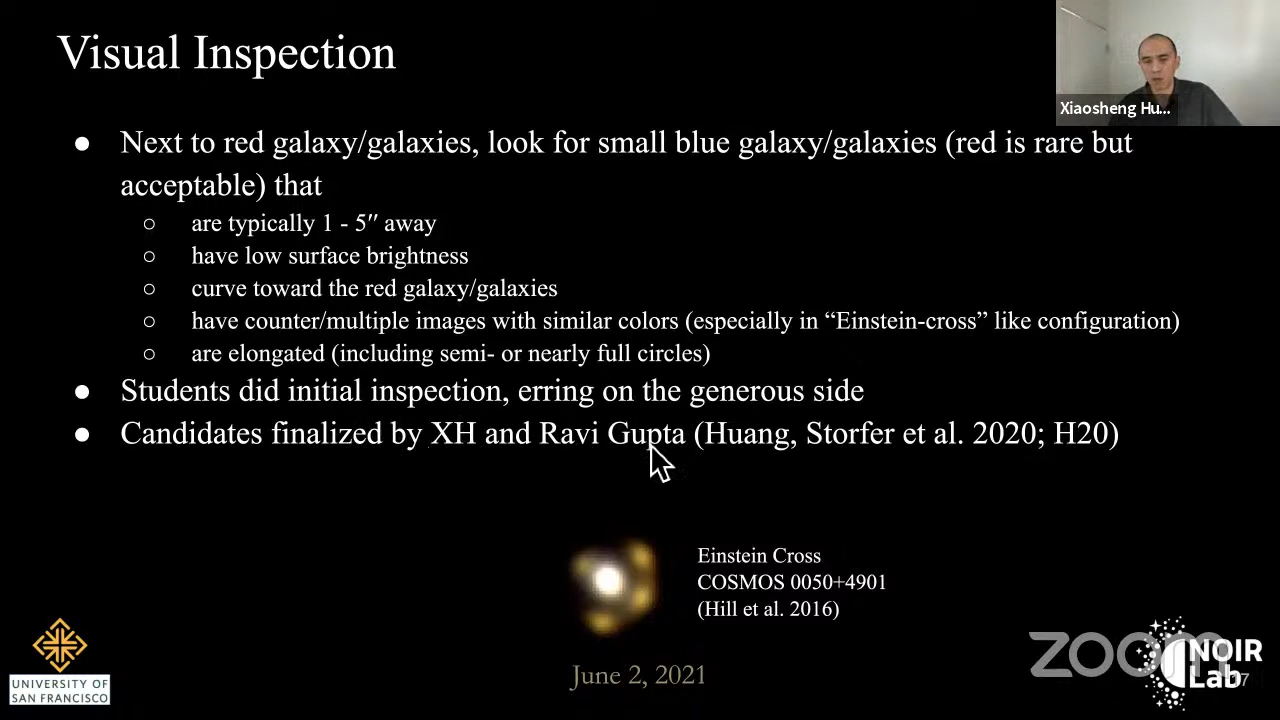 Visual Inspection
Xiaosheng Hu...
● Next to red galaxy/galaxies, look for small blue galaxy/galaxies (red is rare but
acceptable) that
○ are typically 1 - 5″ away
○ have low surface brightness
○ curve toward the red galaxy/galaxies
○ have counter/multiple images with similar colors (especially in “Einstein-cross” like configuration)
○ are elongated (including semi- or nearly full circles)
● Students did initial inspection, erring on the generous side
● Candidates finalized by XH and Ravi Gupta (Huang, Storfer et al. 2020; H20)
Einstein Cross
COSMOS 0050+4901
(Hill et al. 2016)
June 2, 2021
UNIVERSITY OF
SAN FRANCISCO
zoom
NOIR
Lab
17